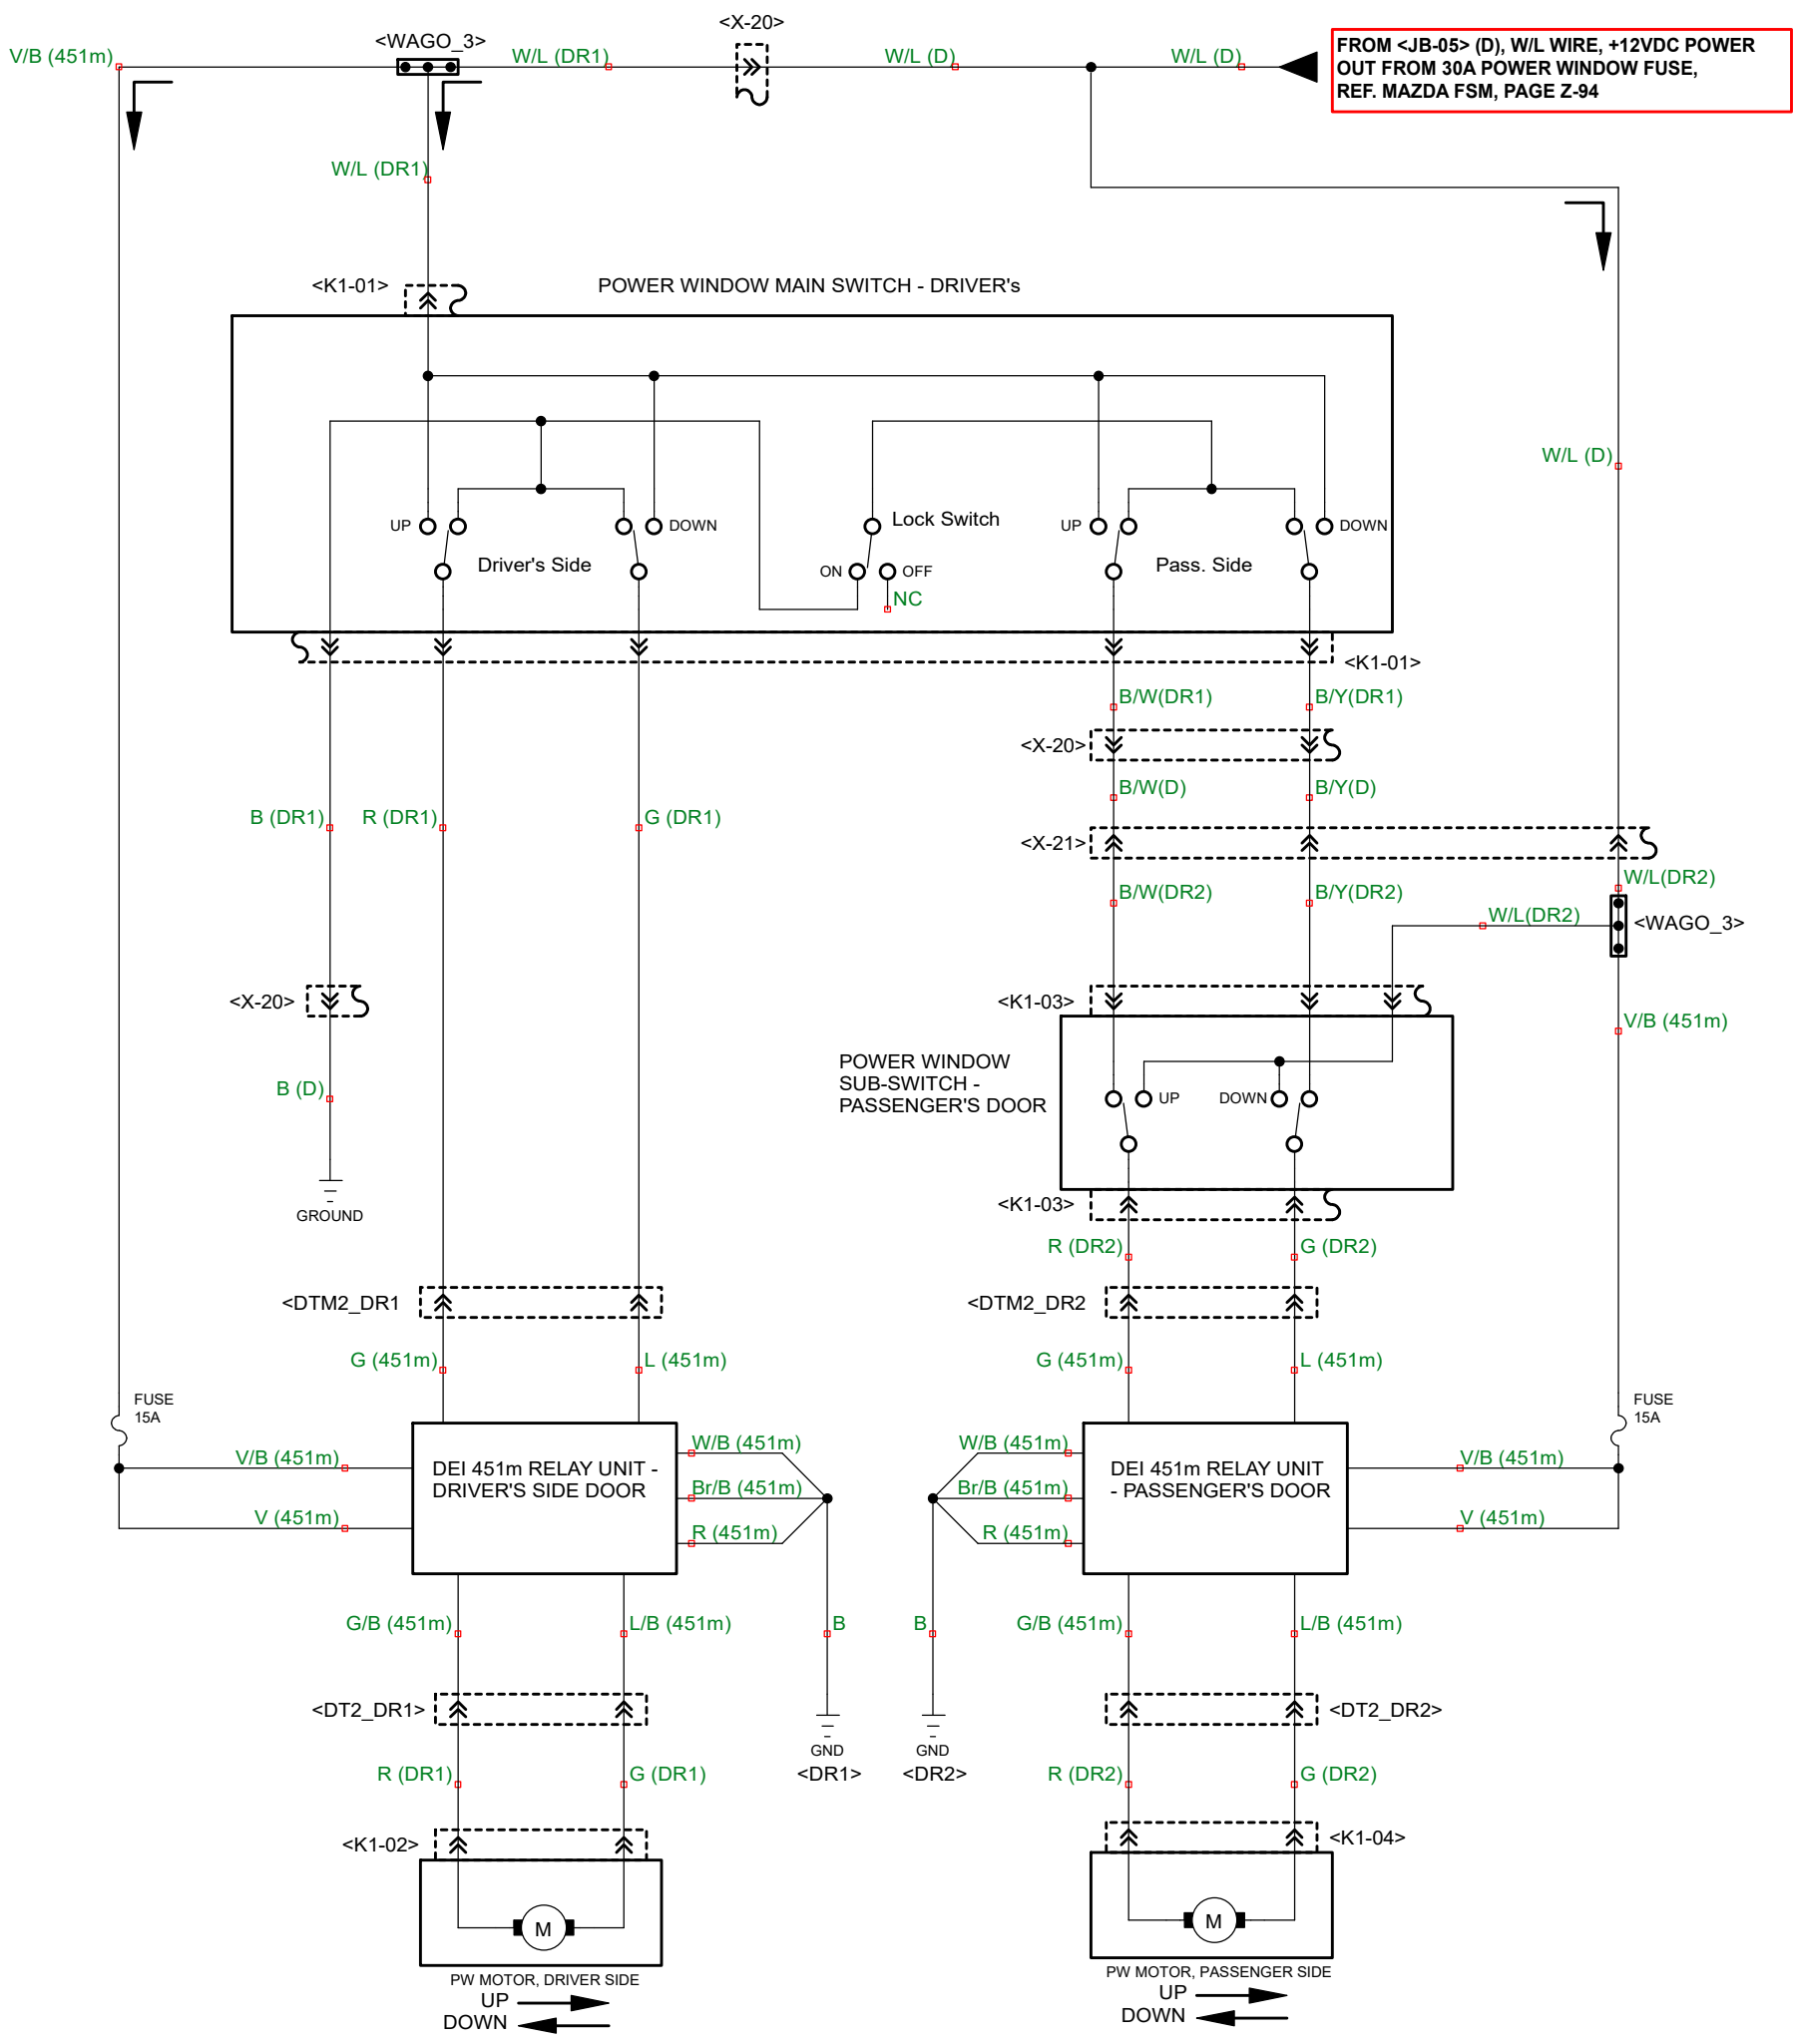 <X-20>
V/B (451m)
<WAGO_3>
W/L (DR1)
W/L (D)
W/L (D)
FROM <JB-05> (D), W/L WIRE, +12VDC POWER
OUT FROM 30A POWER WINDOW FUSE,
REF. MAZDA FSM, PAGE Z-94
W/L (DR1)
<K1-01>
POWER WINDOW MAIN SWITCH - DRIVER's
W/L (D)
UP
DOWN
Lock Switch
UP
DOWN
Driver's Side
ON
OFF
Pass. Side
NC
<K1-01>
B/W(DR1)
B/Y(DR1)
<X-20>
B/W(D)
B/Y(D)
B (DR1)
R (DR1)
G (DR1)
<X-21>
W/L(DR2)
B/W(DR2)
B/Y(DR2)
W/L(DR2)
<WAGO_3>
<X-20>
<K1-03>
V/B (451m)
POWER WINDOW
SUB-SWITCH -
PASSENGER'S DOOR
B (D)
UP
DOWN
GROUND
<K1-03>
R (DR2)
G (DR2)
<DTM2_DR1
<DTM2_DR2
G (451m)
L (451m)
G (451m)
L (451m)
FUSE
15A
FUSE
15A
V/B (451m)
DEI 451m RELAY UNIT -
DRIVER'S SIDE DOOR
W/B (451m)
Br/B (451m)
R (451m)
W/B (451m)
Br/B (451m)
R (451m)
DEI 451m RELAY UNIT
- PASSENGER'S DOOR
V/B (451m)
V (451m)
V (451m)
G/B (451m)
L/B (451m)
B
B
G/B (451m)
L/B (451m)
<DT2_DR1>
<DT2_DR2>
GND
<DR1>
GND
<DR2>
R (DR1)
G (DR1)
R (DR2)
G (DR2)
<K1-02>
<K1-04>
M
M
PW MOTOR, DRIVER SIDE
UP
DOWN
PW MOTOR, PASSENGER SIDE
UP
DOWN